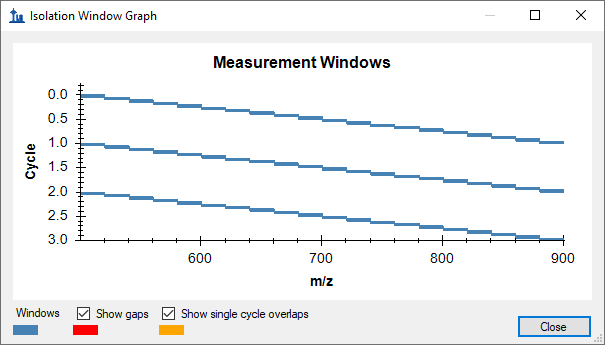 Isolation Window Graph
Measurement Windows
Cycle
0.0
0.5
1.0
1.5
2.0
2.5
3.0
600 700 800 900
m/z
Windows Show gaps Show single cycle overlaps
Close